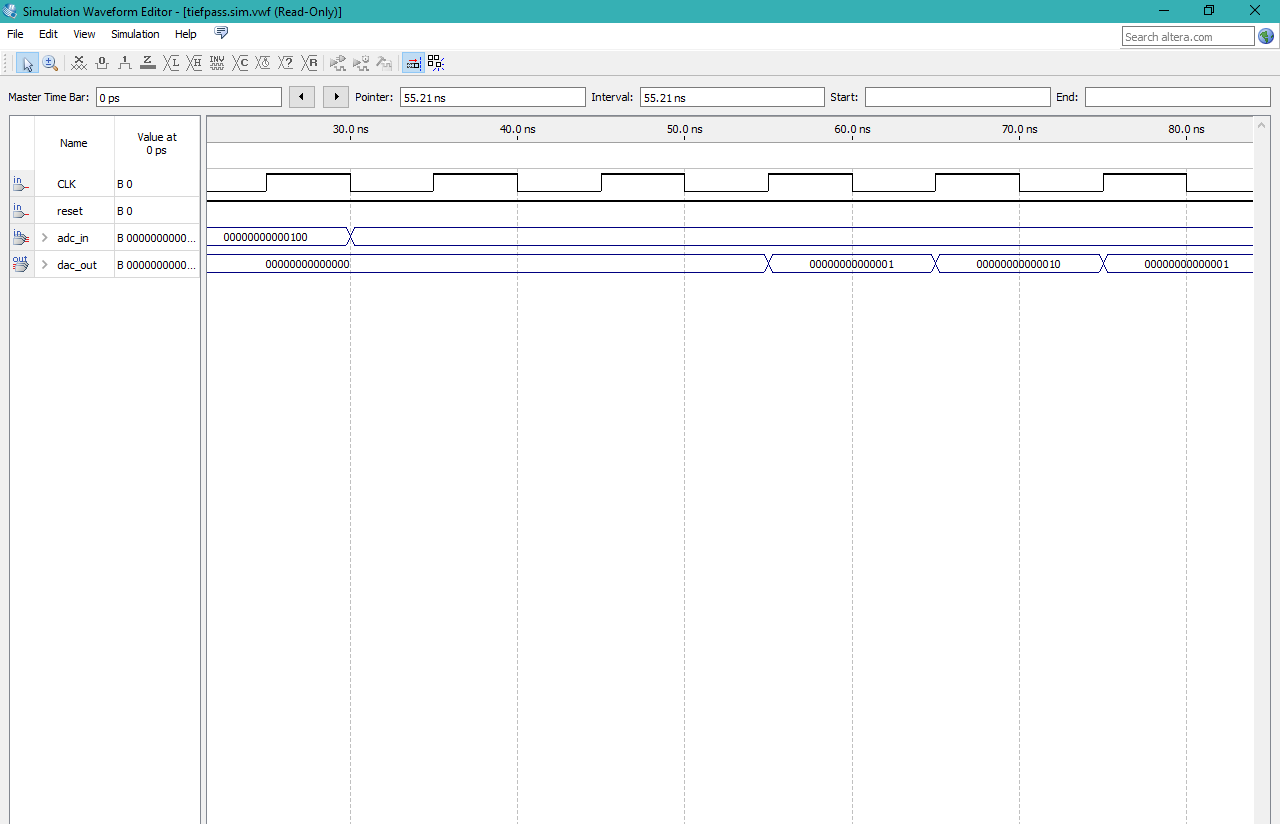 Simulation Waveform Editor - [tiefpass.sim.vwf (Read-Only)]
File Edit View Simulation Help
Search altera.com
Master Time Bar: 0 ps Pointer: 55.21 ns Interval: 55.21 ns Start: End:
Name Value at 0 ps 30.0 ns 40.0 ns 50.0 ns 60.0 ns 70.0 ns 80.0 ns
in CLK B 0
in reset B 0
in adc_in B 0000000000... 00000000000100
out dac_out B 0000000000... 00000000000000 00000000000001 00000000000010 00000000000001